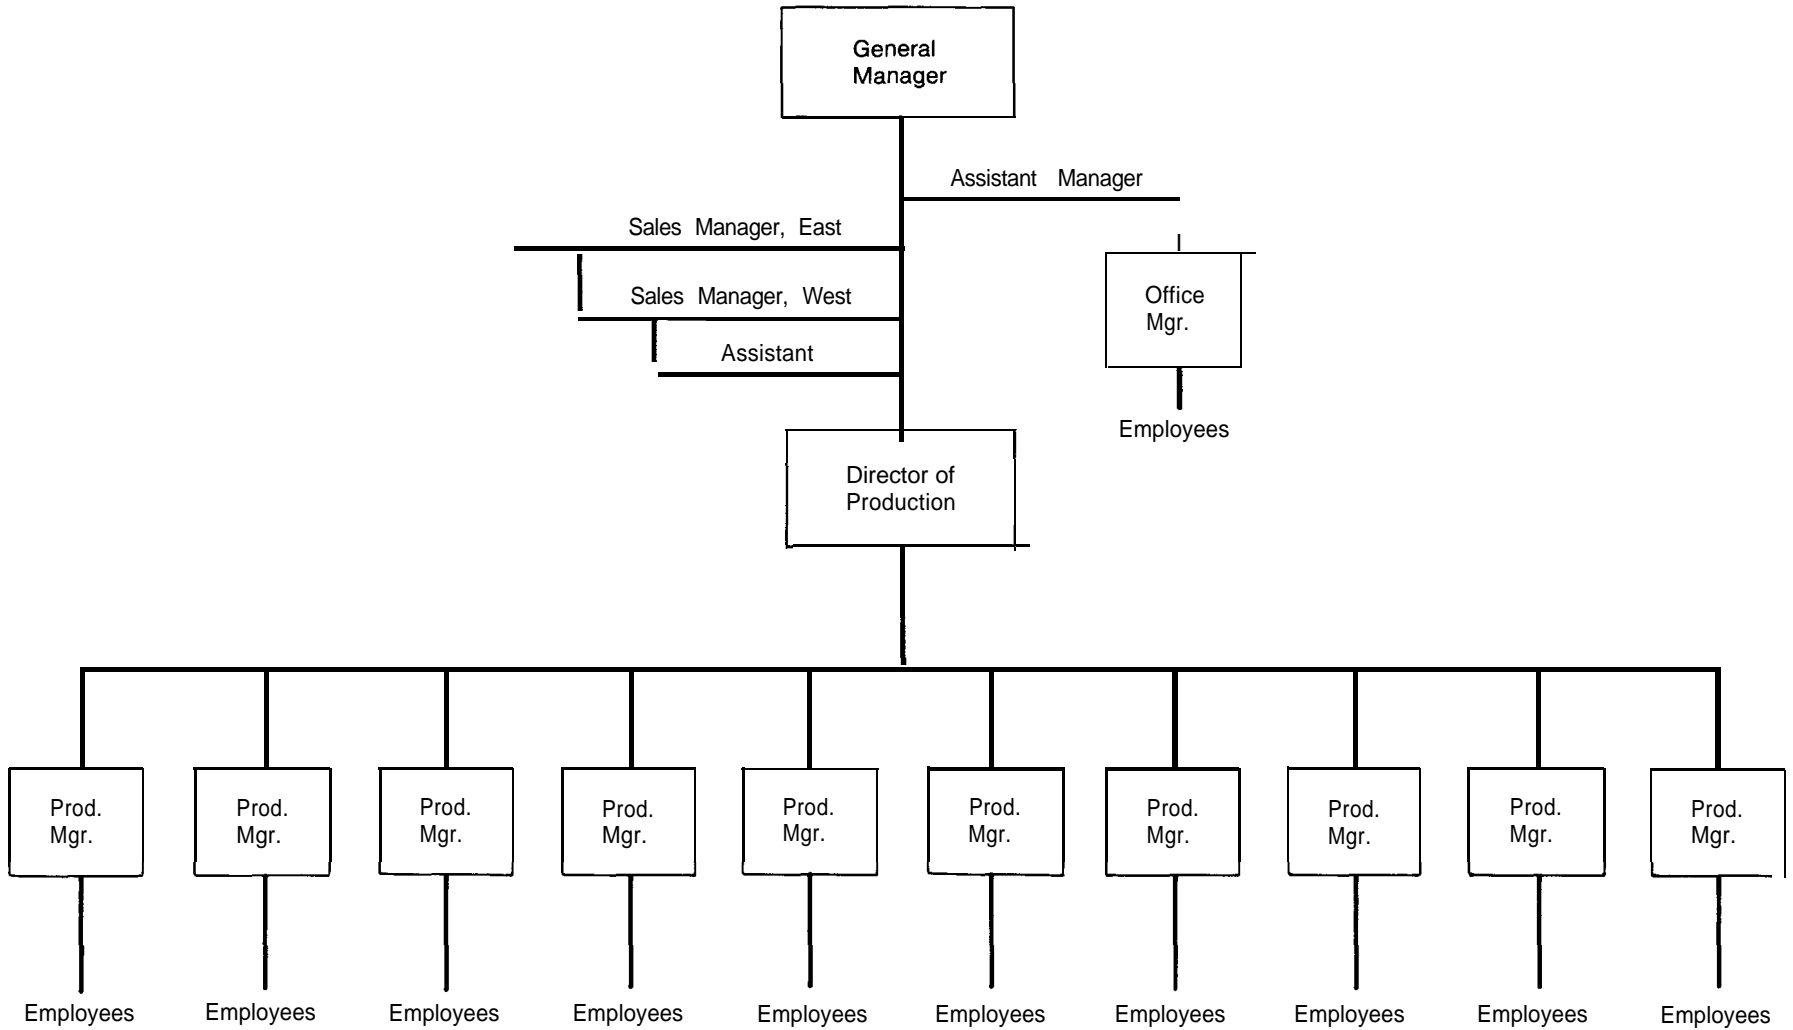 General
Manager
Assistant Manager
Sales Manager, East
Sales Manager, West
Office
Mgr.
Assistant
Employees
Director of
Production
Prod.
Mgr.
Prod.
Mgr.
Prod.
Mgr.
Prod.
Mgr.
Prod.
Mgr.
Prod.
Mgr.
Prod.
Mgr.
Prod.
Mgr.
Prod.
Mgr.
Prod.
Mgr.
Employees
Employees
Employees
Employees
Employees
Employees
Employees
Employees
Employees
Employees